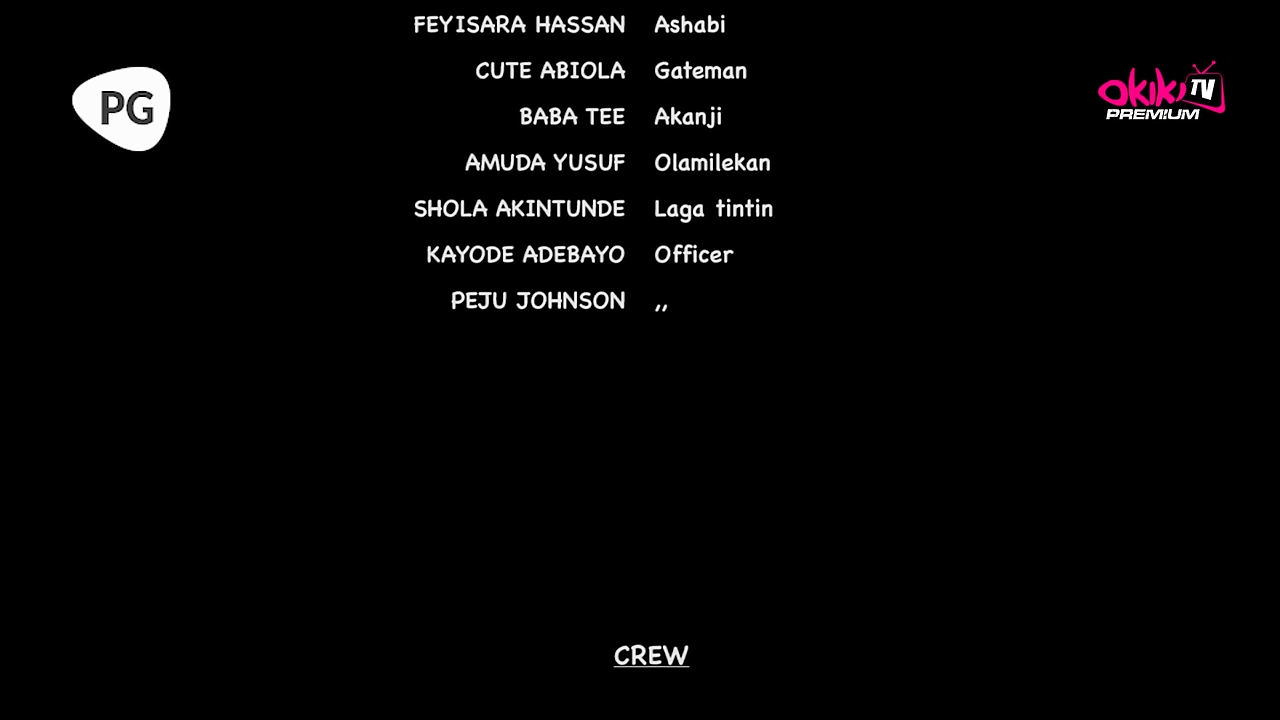 FEYISARA HASSAN Ashabi
CUTE ABIOLA Gateman
BABA TEE Akanji
AMUDA YUSUF Olamilekan
SHOLA AKINTUNDE Laga tintin
KAYODE ADEBAYO Officer
PEJU JOHNSON ,,
PG
OKIKI TV
PREMIUM
CREW